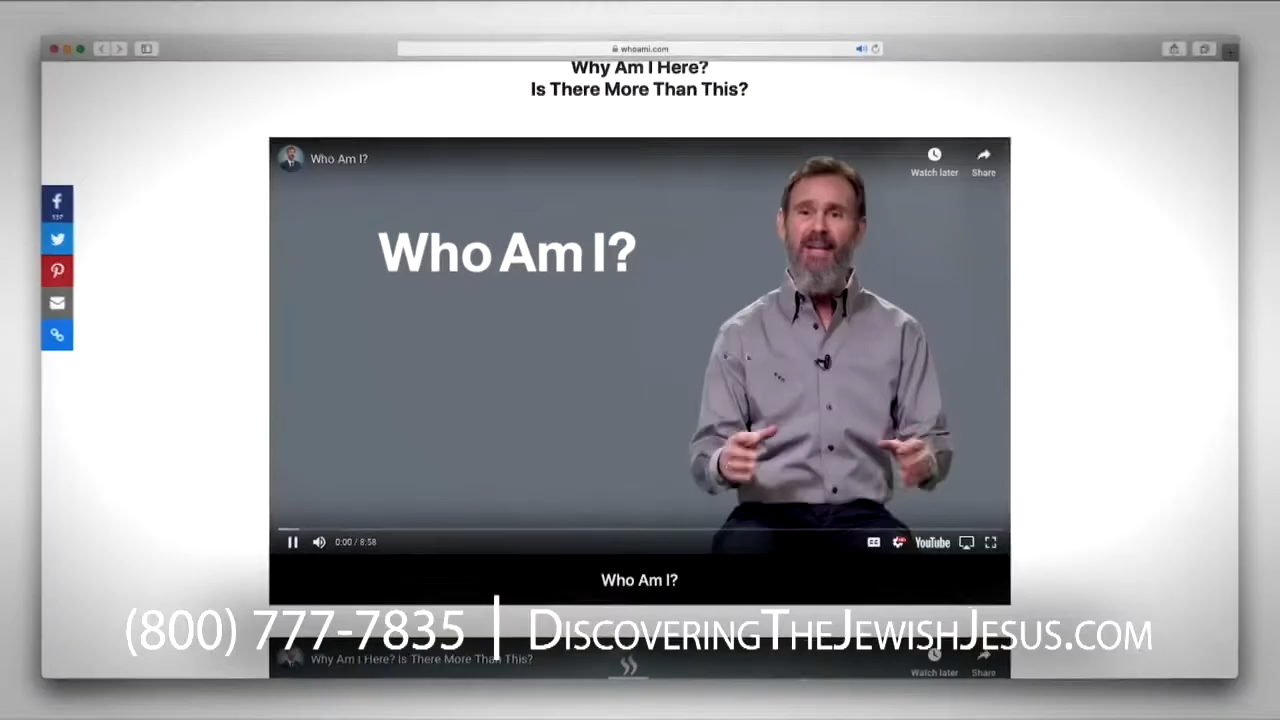 whoami.com
Why Am I Here?
Is There More Than This?
Who Am I?
Watch later
Share
157
Who Am I?
0:00 / 8:58
CC
YouTube
Who Am I?
(800) 777-7835 | DISCOVERINGTHEJEWISHJESUS.COM
Why Am I Here? Is There More Than This?
Watch later
Share